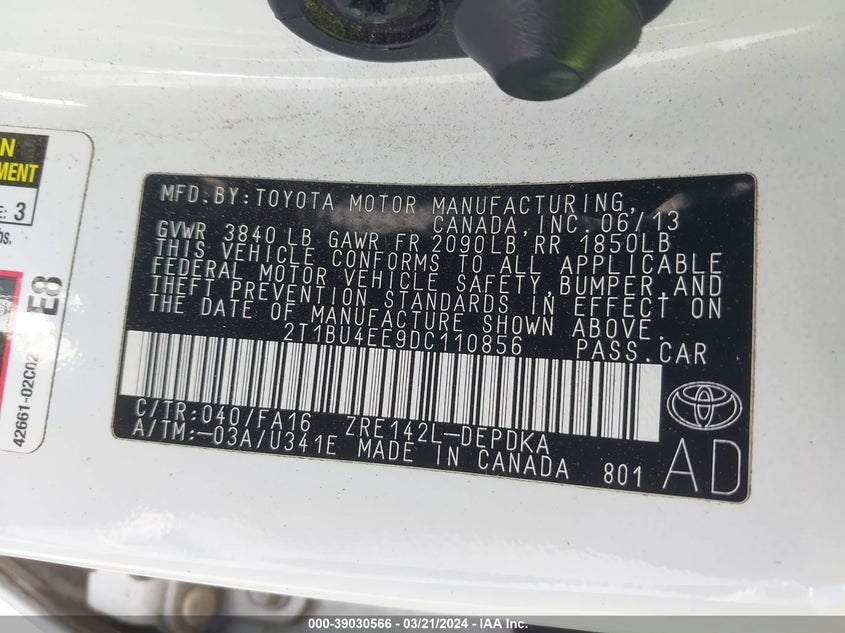 N
MENT
E: 3
os.
E8
42661-02C02
MFD.BY:TOYOTA MOTOR MANUFACTURING,
CANADA, INC. 06/13
GVWR 3840 LB GAWR FR 2090LB, RR 1850LB
THIS VEHICLE CONFORMS TO ALL APPLICABLE
FEDERAL MOTOR VEHICLE SAFETY, BUMPER, AND
THEFT PREVENTION STANDARDS IN EFFECT ON
THE DATE OF MANUFACTURE SHOWN ABOVE.
2T1BU4EE9DC110856 PASS.CAR
C/TR:040/FA16 ZRE142L-DEPDKA
A/TM:-03A/U341E MADE IN CANADA 801 AD
000-39030566 - 03/21/2024 - IAA Inc.